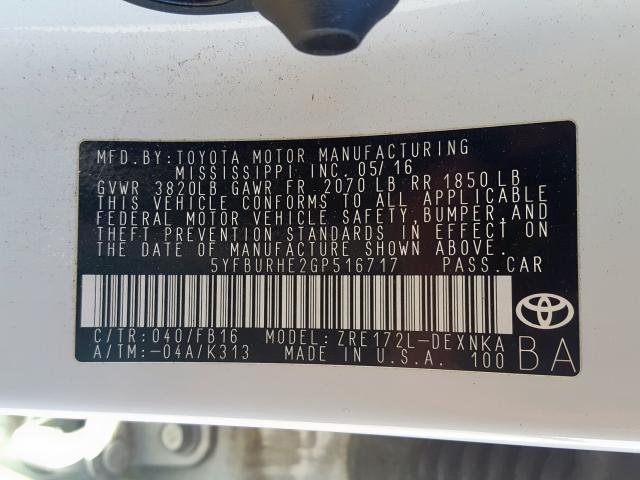 MFD.BY:TOYOTA MOTOR MANUFACTURING
MISSISSIPPI INC. 05/16
GVWR 3820LB GAWR FR 2070 LB RR 1850 LB
THIS VEHICLE CONFORMS TO ALL APPLICABLE
FEDERAL MOTOR VEHICLE SAFETY, BUMPER, AND
THEFT PREVENTION STANDARDS IN EFFECT ON
THE DATE OF MANUFACTURE SHOWN ABOVE.
5YFBURHE2GP516717 PASS.CAR
C/TR: 040/FB16 MODEL: ZRE172L-DEXNKA
A/TM:-04A/K313 MADE IN U.S.A. 100 BA